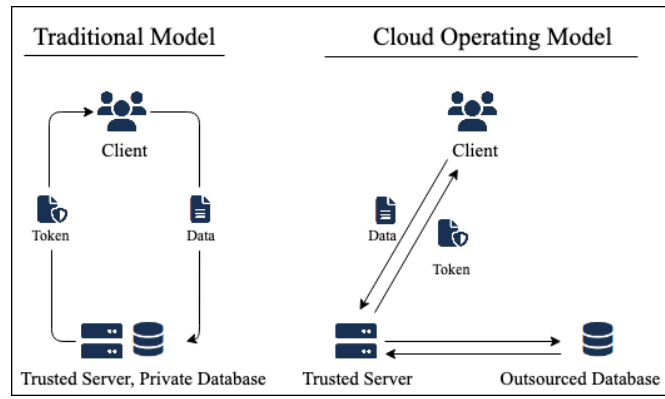 Traditional Model
Cloud Operating Model
Client
Client
Token
Data
Data
Token
Trusted Server, Private Database
Trusted Server
Outsourced Database